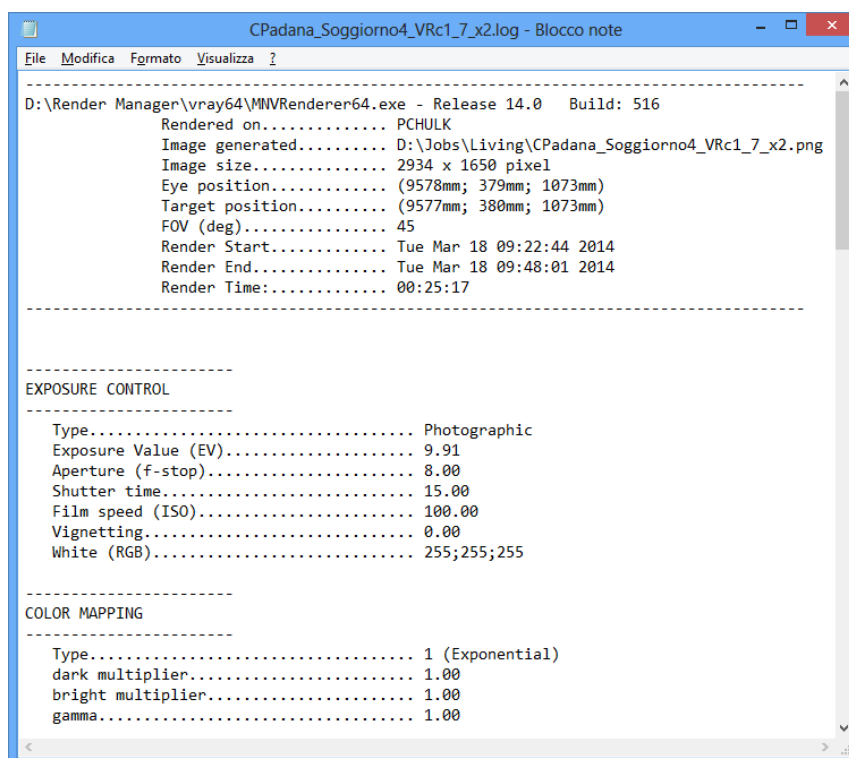 CPadana_Soggiorno4_VRc1_7_x2.log - Blocco note
File Modifica Formato Visualizza ?
--------------------------------------------------------------------------------------
D:\Render Manager\vray64\MNVRenderer64.exe - Release 14.0   Build: 516
Rendered on.............. PCHULK
Image generated.......... D:\Jobs\Living\CPadana_Soggiorno4_VRc1_7_x2.png
Image size............... 2934 x 1650 pixel
Eye position............. (9578mm; 379mm; 1073mm)
Target position.......... (9577mm; 380mm; 1073mm)
FOV (deg)................ 45
Render Start............. Tue Mar 18 09:22:44 2014
Render End............... Tue Mar 18 09:48:01 2014
Render Time:............. 00:25:17
--------------------------------------------------------------------------------------
-----------------------
EXPOSURE CONTROL
-----------------------
Type.................................... Photographic
Exposure Value (EV)..................... 9.91
Aperture (f-stop)....................... 8.00
Shutter time............................ 15.00
Film speed (ISO)........................ 100.00
Vignetting.............................. 0.00
White (RGB)............................. 255;255;255
-----------------------
COLOR MAPPING
-----------------------
Type.................................... 1 (Exponential)
dark multiplier......................... 1.00
bright multiplier....................... 1.00
gamma................................... 1.00